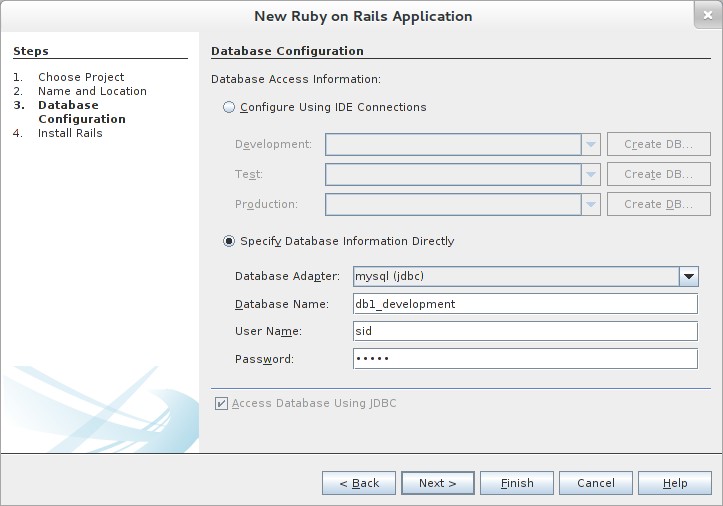 New Ruby on Rails Application
Steps
1. Choose Project
2. Name and Location
3. Database
Configuration
4. Install Rails
Database Configuration
Database Access Information:
Configure Using IDE Connections
Development: Create DB...
Test: Create DB...
Production: Create DB...
Specify Database Information Directly
Database Adapter: mysql (jdbc)
Database Name: db1_development
User Name: sid
Password: •••••
Access Database Using JDBC
< Back Next > Finish Cancel Help